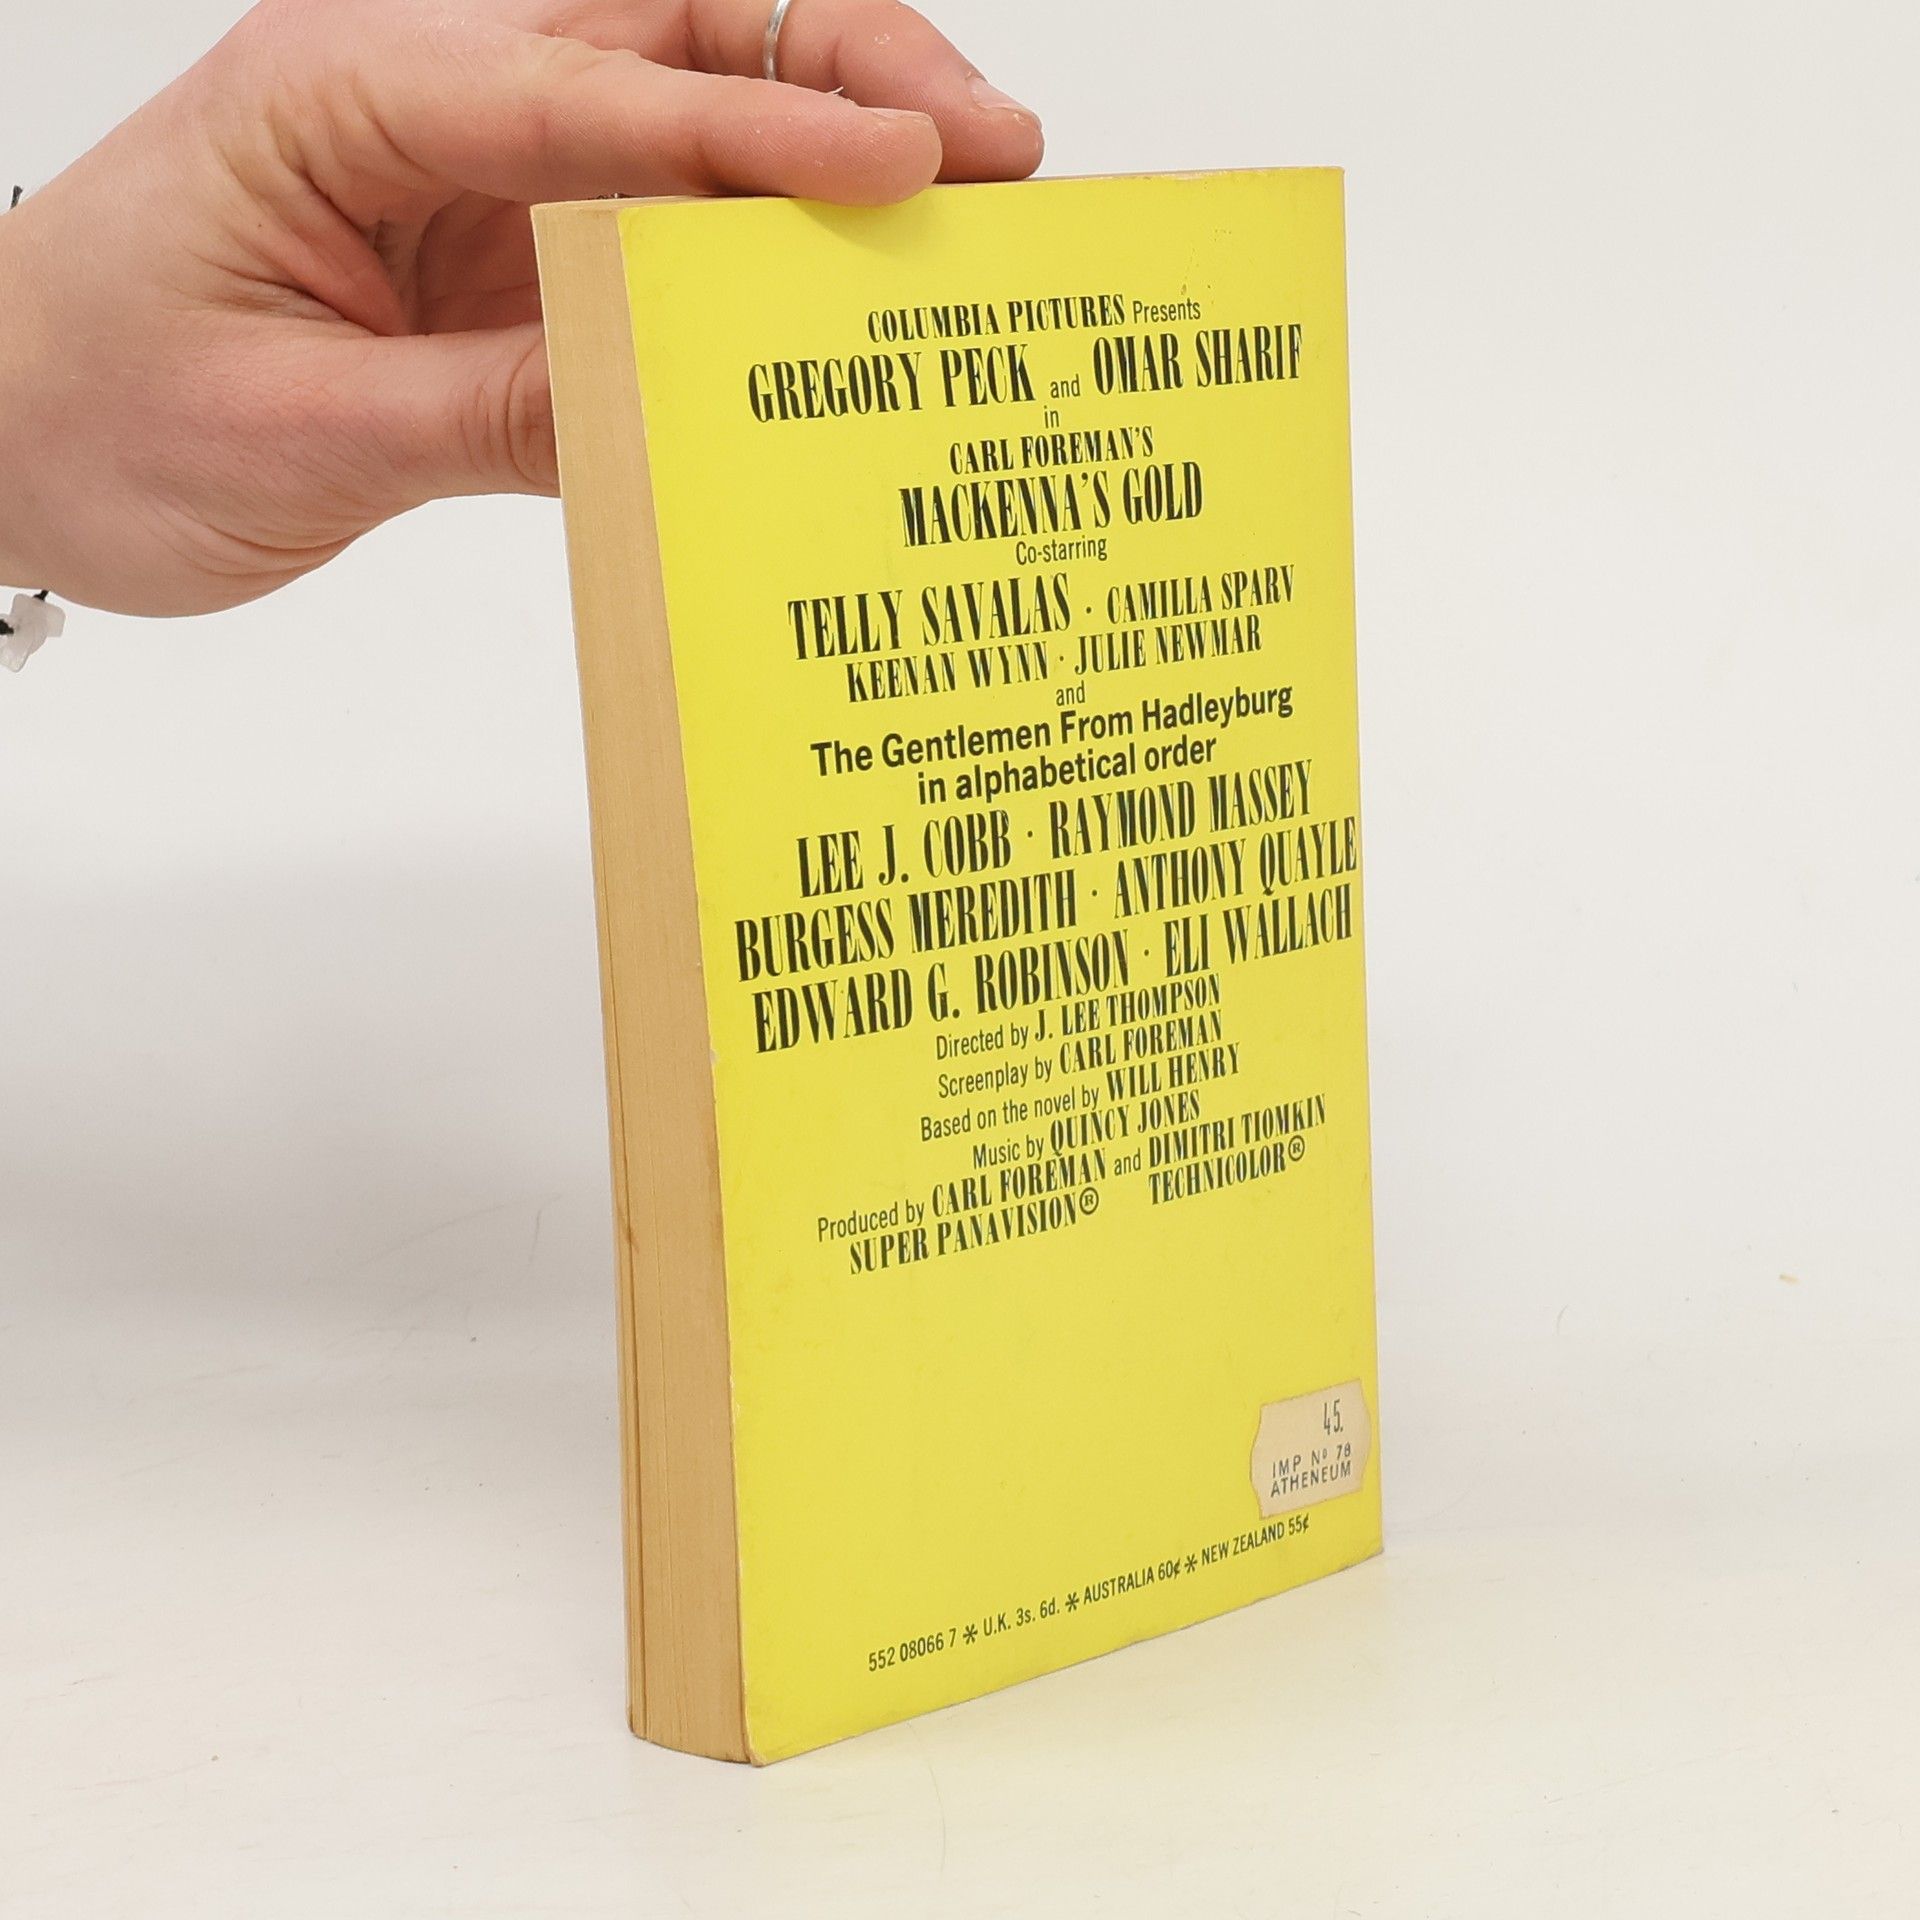 COLUMBIA PICTURES Presents
GREGORY PECK and OMAR SHARIF
in
CARL FOREMAN'S
MACKENNA'S GOLD
Co-starring
TELLY SAVALAS · CAMILLA SPARV
KEENAN WYNN · JULIE NEWMAR
and
The Gentlemen From Hadleyburg
in alphabetical order
LEE J. COBB · RAYMOND MASSEY
BURGESS MEREDITH · ANTHONY QUAYLE
EDWARD G. ROBINSON · ELI WALLACH
Directed by J. LEE THOMPSON
Screenplay by CARL FOREMAN
Based on the novel by WILL HENRY
Music by QUINCY JONES
Produced by CARL FOREMAN and DIMITRI TIOMKIN
SUPER PANAVISION® TECHNICOLOR®
45.
IMP Nº 78
ATHENEUM
552 08066 7 * U.K. 3s. 6d. * AUSTRALIA 60¢ * NEW ZEALAND 55¢